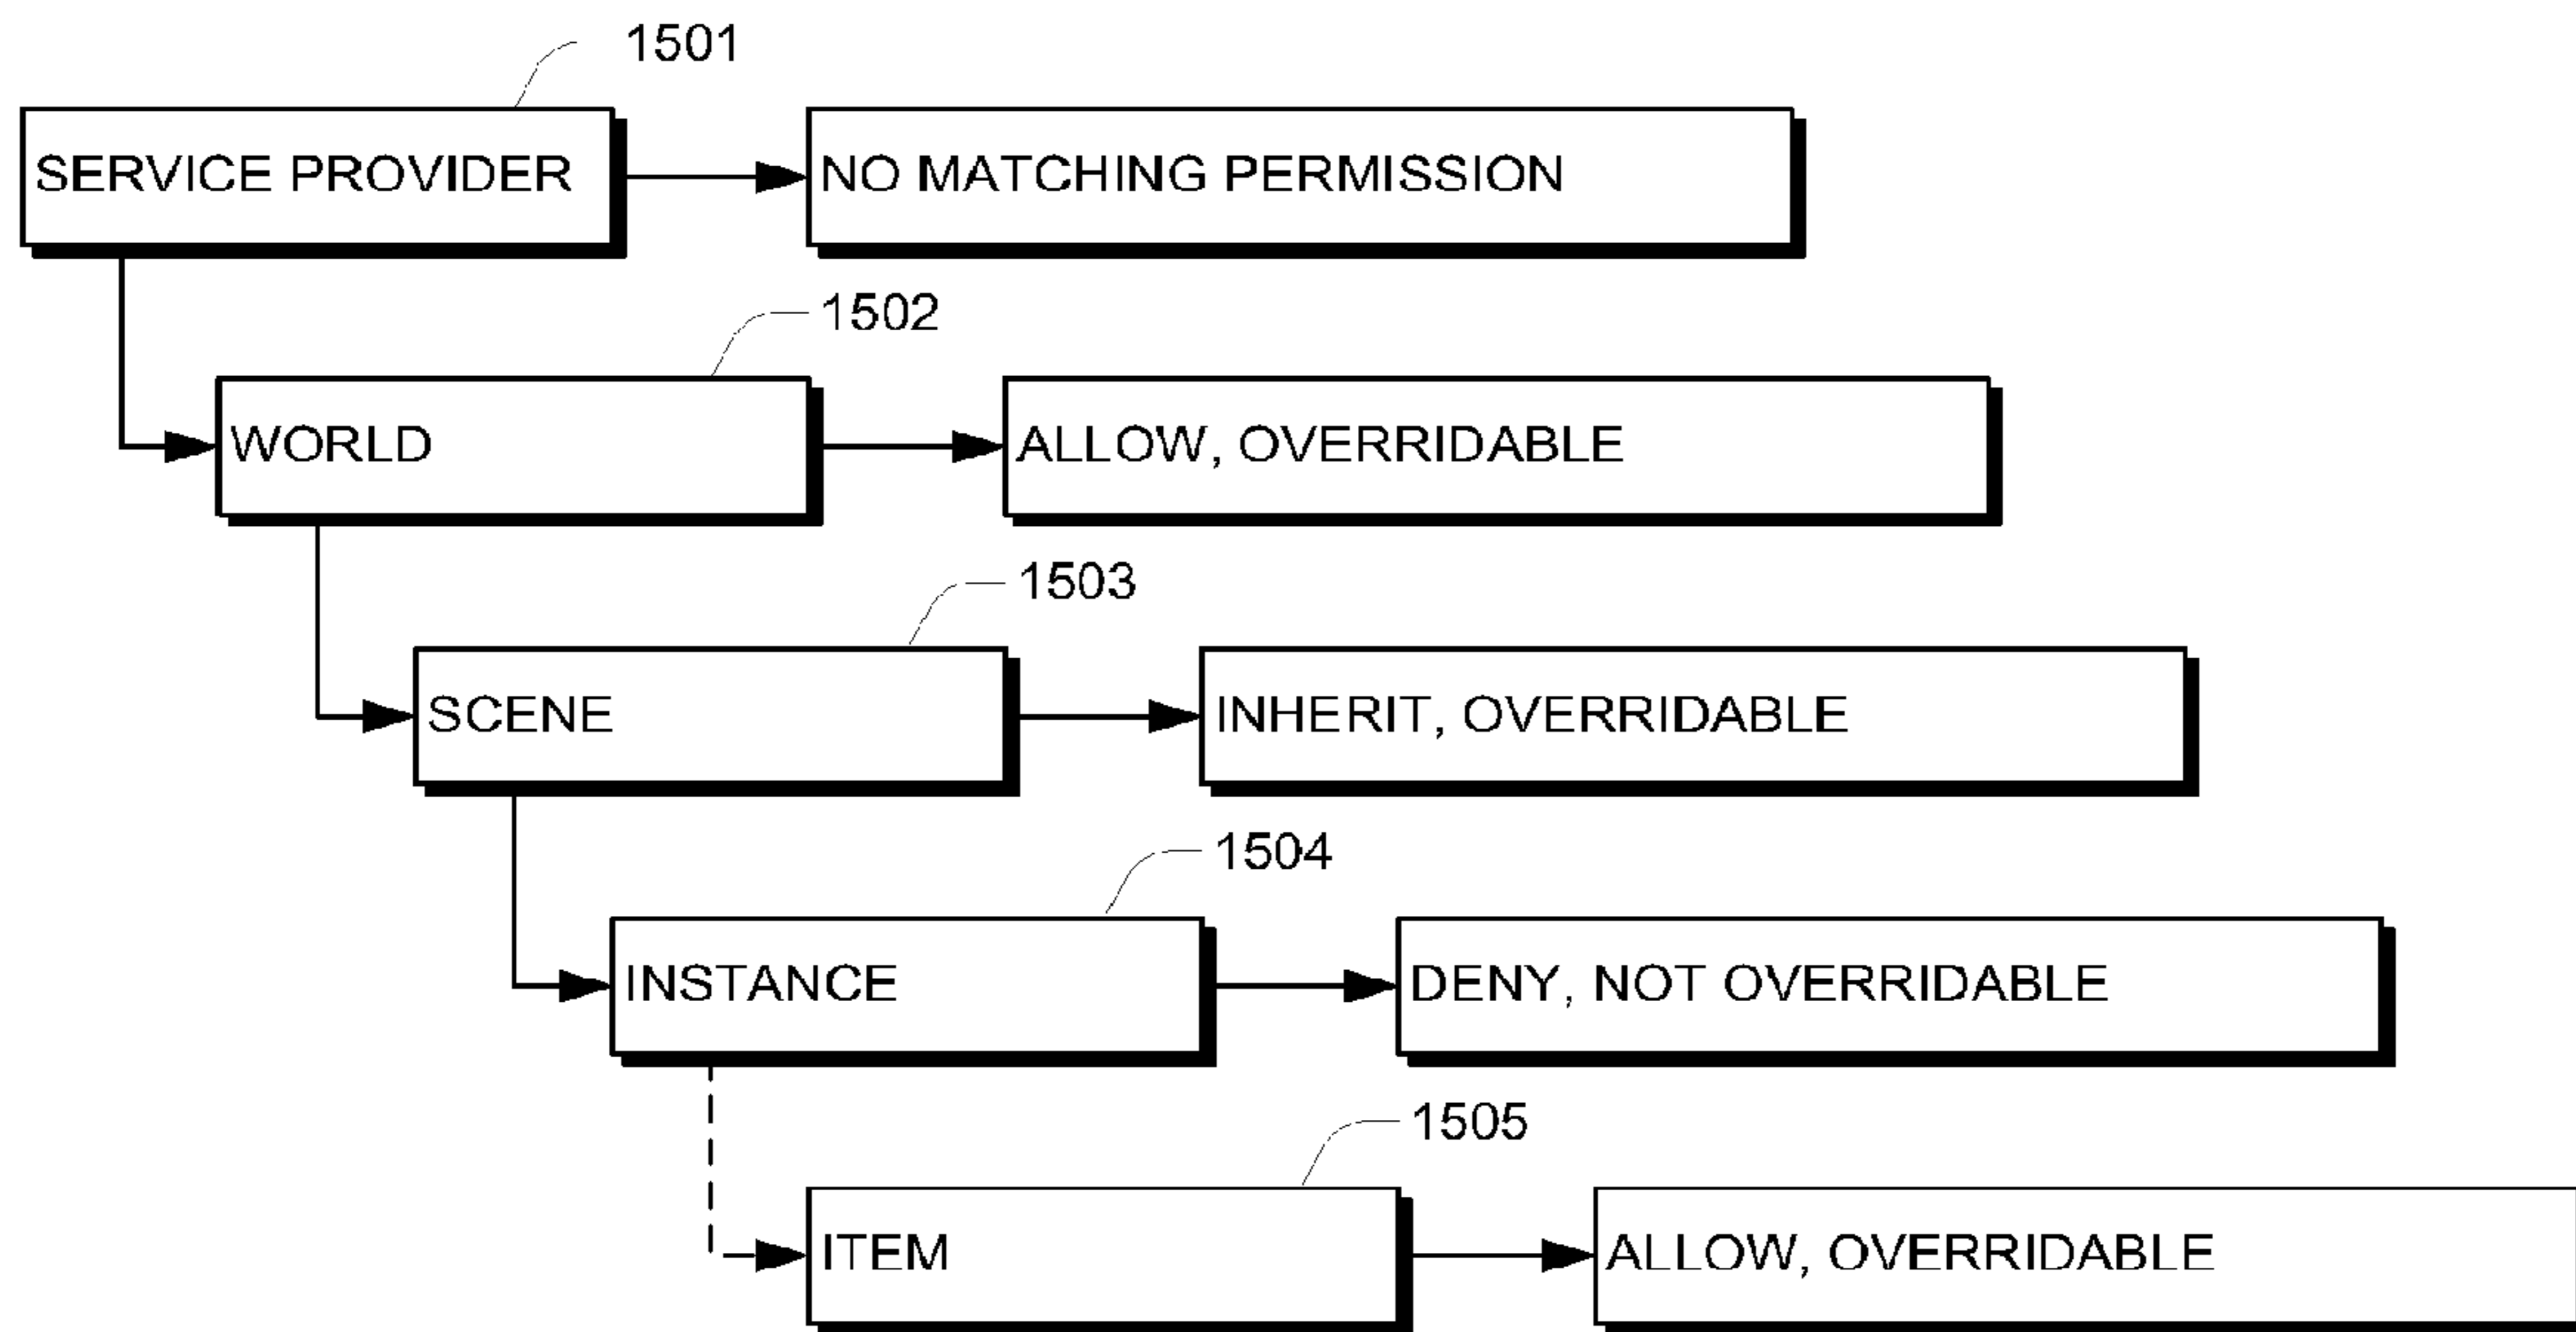 1501
SERVICE PROVIDER
NO MATCHING PERMISSION
1502
WORLD
ALLOW, OVERRIDABLE
1503
SCENE
INHERIT, OVERRIDABLE
1504
INSTANCE
DENY, NOT OVERRIDABLE
1505
ITEM
ALLOW, OVERRIDABLE